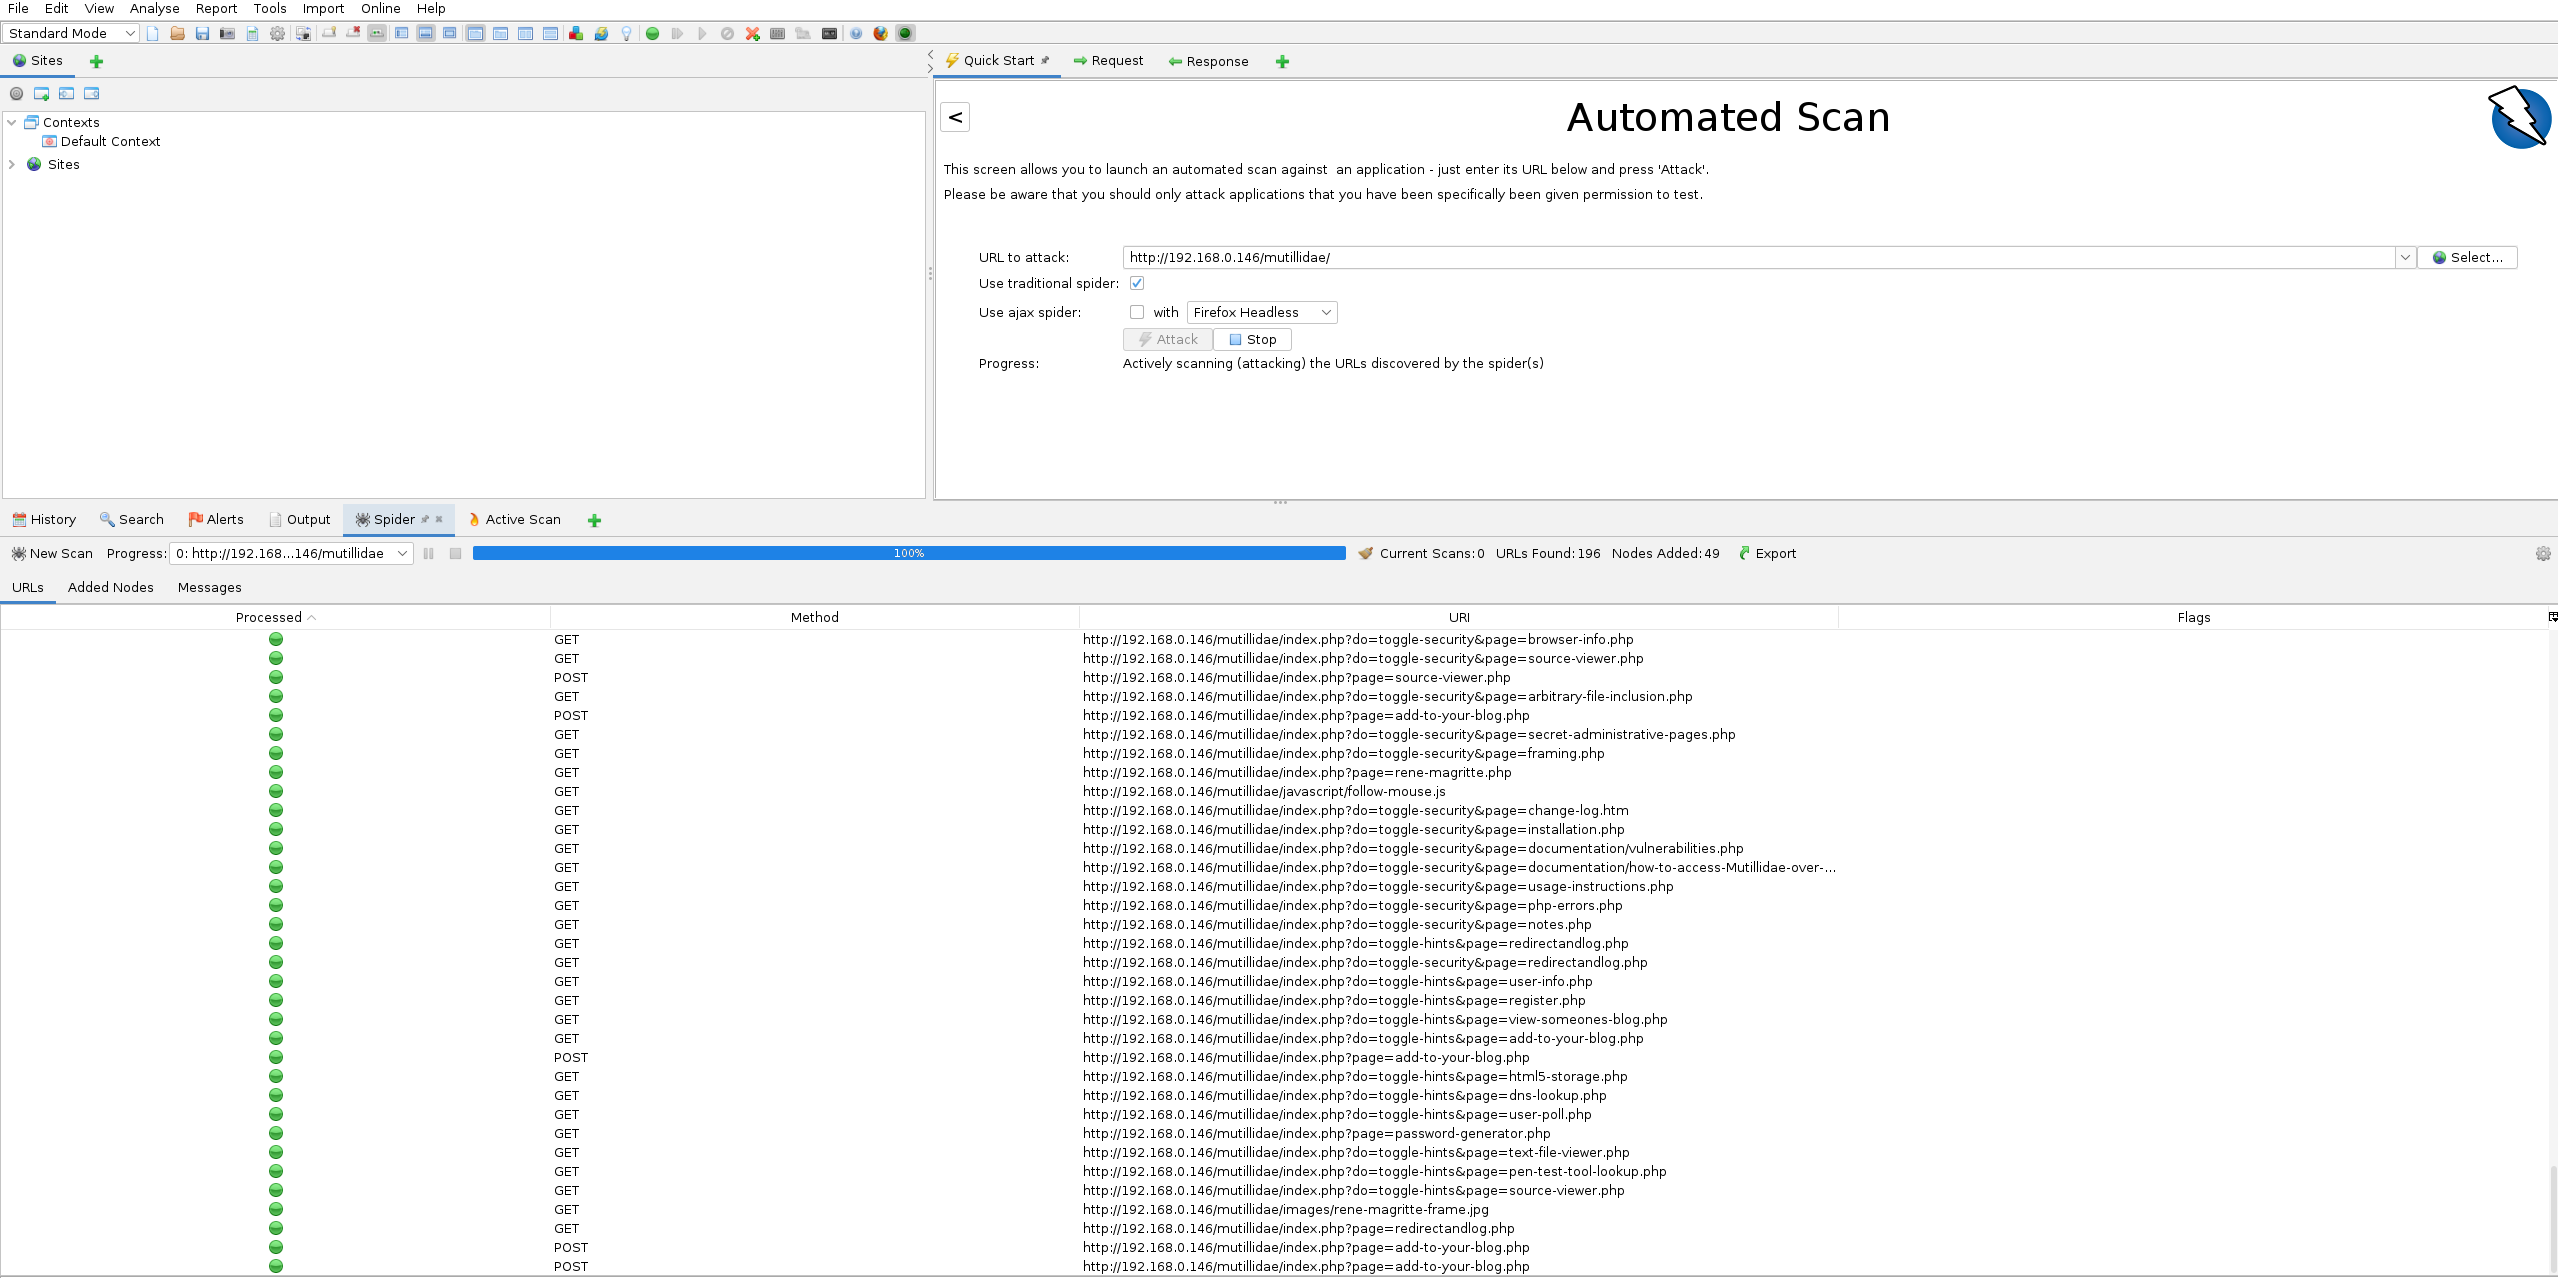 File Edit View Analyse Report Tools Import Online Help
Standard Mode
Sites
Quick Start Request Response
<
Automated Scan
Contexts
Default Context
Sites
This screen allows you to launch an automated scan against  an application - just enter its URL below and press 'Attack'.
Please be aware that you should only attack applications that you have been specifically been given permission to test.
URL to attack: http://192.168.0.146/mutillidae/ Select...
Use traditional spider:
Use ajax spider: with Firefox Headless
Attack Stop
Progress: Actively scanning (attacking) the URLs discovered by the spider(s)
History Search Alerts Output Spider Active Scan
New Scan Progress: 0: http://192.168...146/mutillidae 100% Current Scans:0 URLs Found:196 Nodes Added:49 Export
URLs Added Nodes Messages
Processed Method URI Flags
GET http://192.168.0.146/mutillidae/index.php?do=toggle-security&page=browser-info.php
GET http://192.168.0.146/mutillidae/index.php?do=toggle-security&page=source-viewer.php
POST http://192.168.0.146/mutillidae/index.php?page=source-viewer.php
GET http://192.168.0.146/mutillidae/index.php?do=toggle-security&page=arbitrary-file-inclusion.php
POST http://192.168.0.146/mutillidae/index.php?page=add-to-your-blog.php
GET http://192.168.0.146/mutillidae/index.php?do=toggle-security&page=secret-administrative-pages.php
GET http://192.168.0.146/mutillidae/index.php?do=toggle-security&page=framing.php
GET http://192.168.0.146/mutillidae/index.php?page=rene-magritte.php
GET http://192.168.0.146/mutillidae/javascript/follow-mouse.js
GET http://192.168.0.146/mutillidae/index.php?do=toggle-security&page=change-log.htm
GET http://192.168.0.146/mutillidae/index.php?do=toggle-security&page=installation.php
GET http://192.168.0.146/mutillidae/index.php?do=toggle-security&page=documentation/vulnerabilities.php
GET http://192.168.0.146/mutillidae/index.php?do=toggle-security&page=documentation/how-to-access-Mutillidae-over-...
GET http://192.168.0.146/mutillidae/index.php?do=toggle-security&page=usage-instructions.php
GET http://192.168.0.146/mutillidae/index.php?do=toggle-security&page=php-errors.php
GET http://192.168.0.146/mutillidae/index.php?do=toggle-security&page=notes.php
GET http://192.168.0.146/mutillidae/index.php?do=toggle-hints&page=redirectandlog.php
GET http://192.168.0.146/mutillidae/index.php?do=toggle-security&page=redirectandlog.php
GET http://192.168.0.146/mutillidae/index.php?do=toggle-hints&page=user-info.php
GET http://192.168.0.146/mutillidae/index.php?do=toggle-hints&page=register.php
GET http://192.168.0.146/mutillidae/index.php?do=toggle-hints&page=view-someones-blog.php
GET http://192.168.0.146/mutillidae/index.php?do=toggle-hints&page=add-to-your-blog.php
POST http://192.168.0.146/mutillidae/index.php?page=add-to-your-blog.php
GET http://192.168.0.146/mutillidae/index.php?do=toggle-hints&page=html5-storage.php
GET http://192.168.0.146/mutillidae/index.php?do=toggle-hints&page=dns-lookup.php
GET http://192.168.0.146/mutillidae/index.php?do=toggle-hints&page=user-poll.php
GET http://192.168.0.146/mutillidae/index.php?page=password-generator.php
GET http://192.168.0.146/mutillidae/index.php?do=toggle-hints&page=text-file-viewer.php
GET http://192.168.0.146/mutillidae/index.php?do=toggle-hints&page=pen-test-tool-lookup.php
GET http://192.168.0.146/mutillidae/index.php?do=toggle-hints&page=source-viewer.php
GET http://192.168.0.146/mutillidae/images/rene-magritte-frame.jpg
GET http://192.168.0.146/mutillidae/index.php?page=redirectandlog.php
POST http://192.168.0.146/mutillidae/index.php?page=add-to-your-blog.php
POST http://192.168.0.146/mutillidae/index.php?page=add-to-your-blog.php